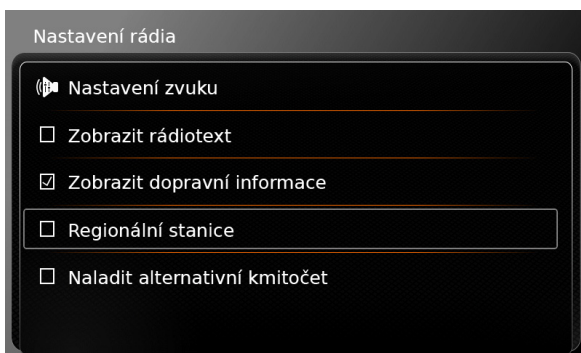 Nastavení rádia
Nastavení zvuku
Zobrazit rádiotext
Zobrazit dopravní informace
Regionální stanice
Naladit alternativní kmitočet